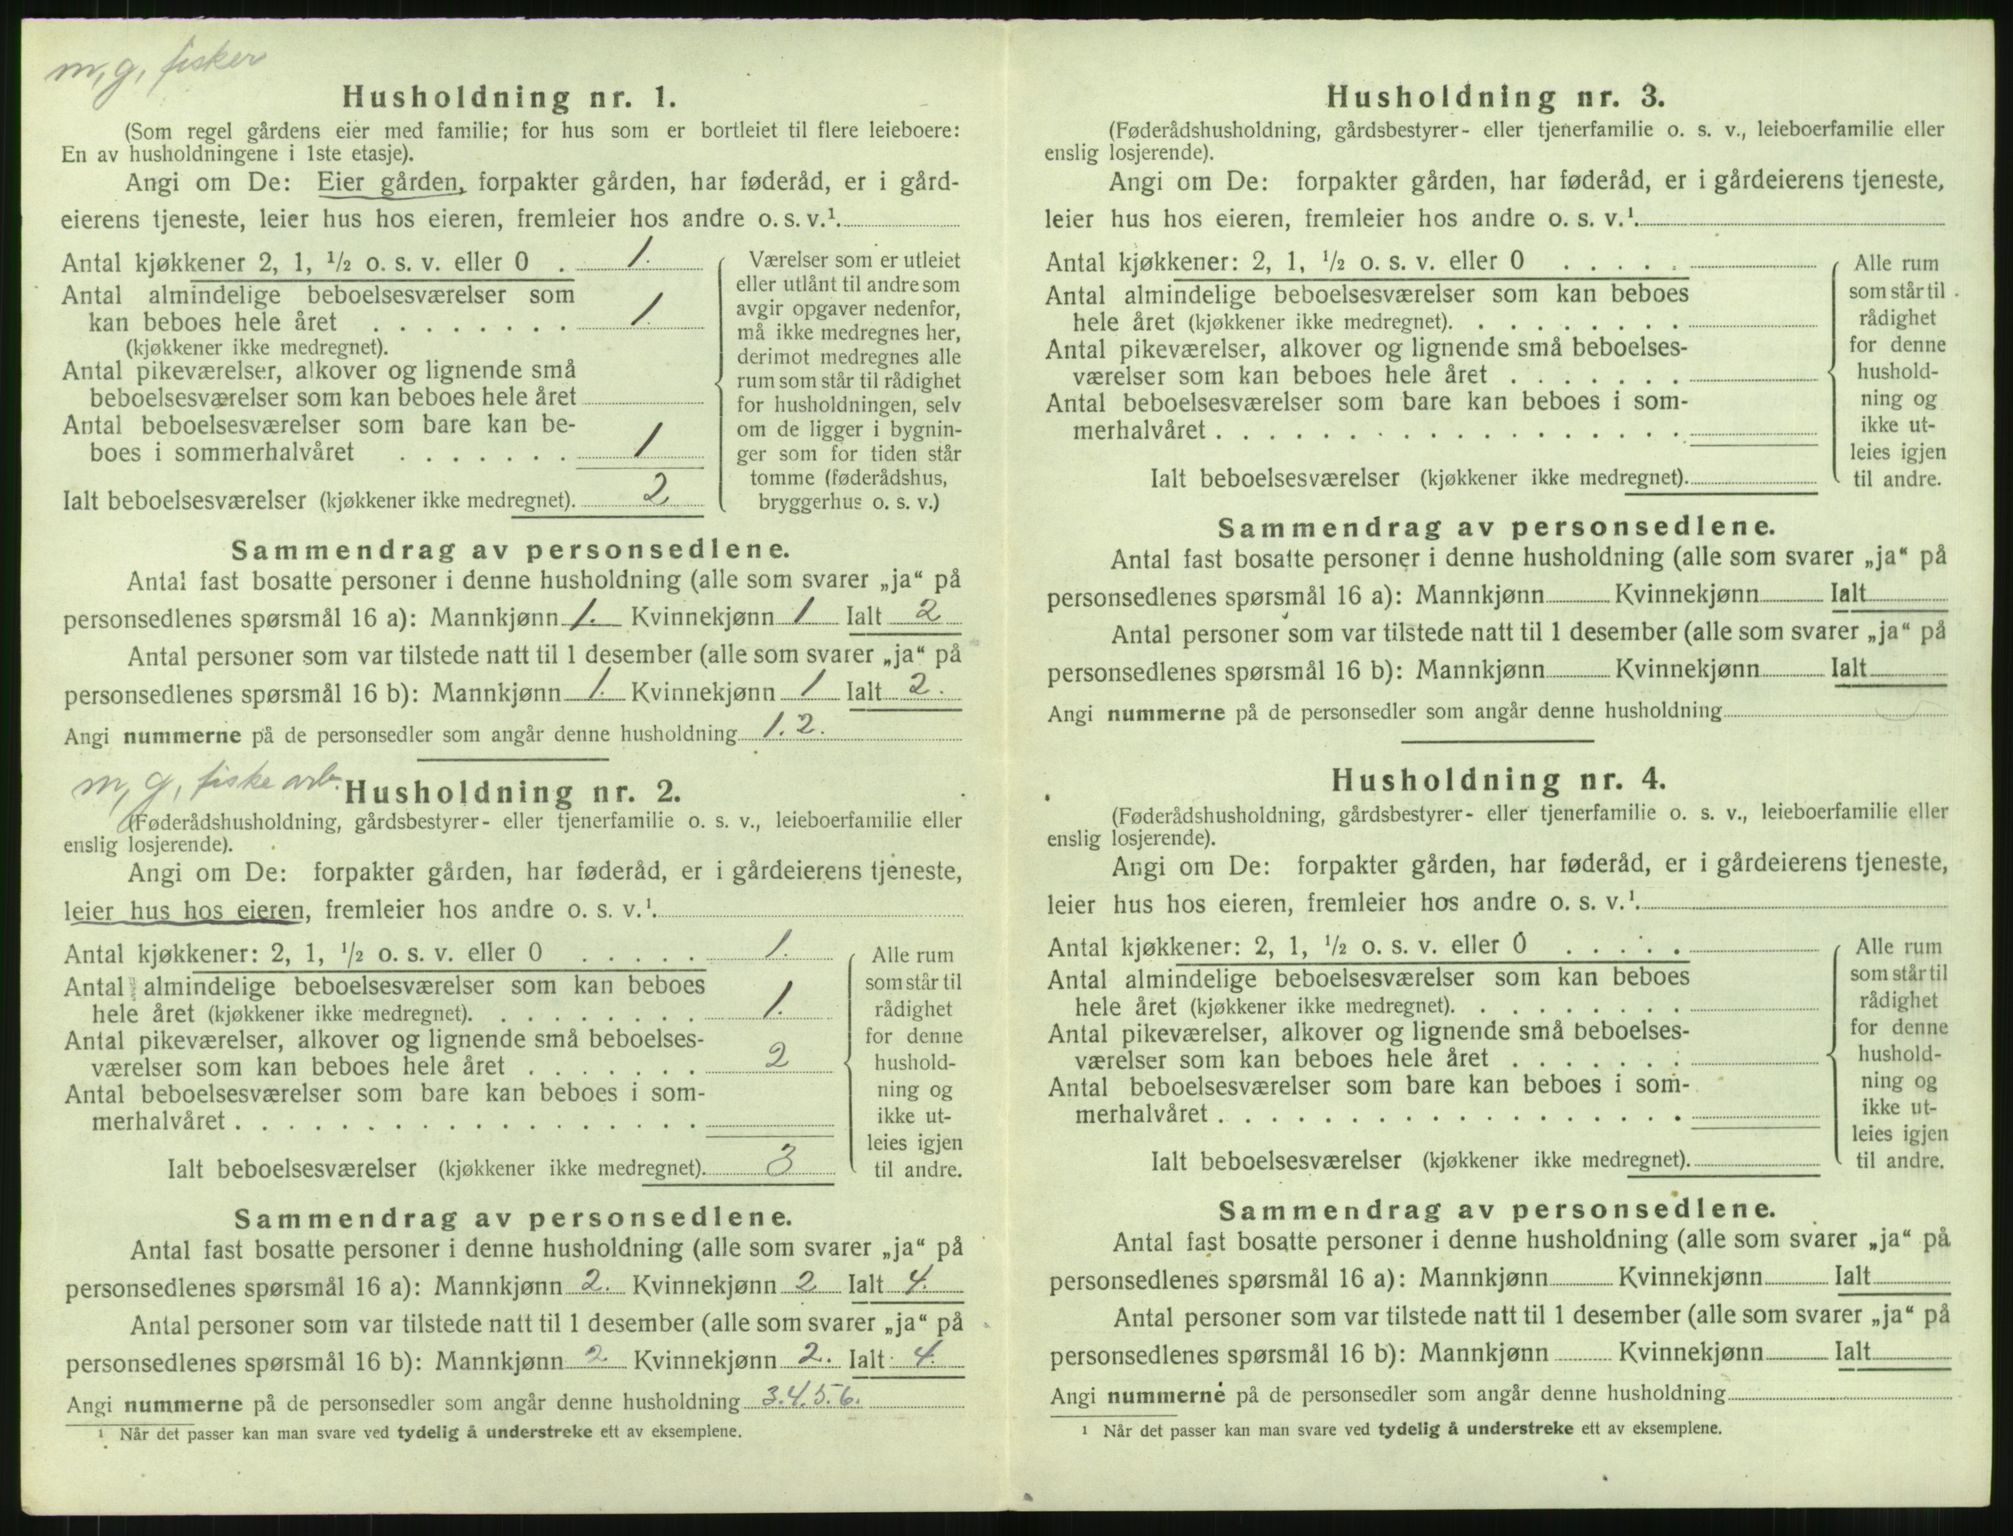 m, g, fisker
Husholdning nr. 1.
(Som regel gårdens eier med familie; for hus som er bortleiet til flere leieboere:
En av husholdningene i 1ste etasje).
Angi om De: Eier gården, forpakter gården, har føderåd, er i gård-
eierens tjeneste, leier hus hos eieren, fremleier hos andre o. s. v.¹.
Antal kjøkkener 2, 1, ½ o. s. v. eller 0 . 1.
Antal almindelige beboelsesværelser som
kan beboes hele året . . . . . . . . 1.
(kjøkkener ikke medregnet).
Antal pikeværelser, alkover og lignende små
beboelsesværelser som kan beboes hele året
Antal beboelsesværelser som bare kan be-
boes i sommerhalvåret . . . . . . . 1
Ialt beboelsesværelser (kjøkkener ikke medregnet). 2
Værelser som er utleiet
eller utlånt til andre som
avgir opgaver nedenfor,
må ikke medregnes her,
derimot medregnes alle
rum som står til rådighet
for husholdningen, selv
om de ligger i bygnin-
ger som for tiden står
tomme (føderådshus,
bryggerhus o. s. v.)
Sammendrag av personsedlene.
Antal fast bosatte personer i denne husholdning (alle som svarer „ja“ på
personsedlenes spørsmål 16 a): Mannkjønn 1. Kvinnekjønn 1 Ialt 2
Antal personer som var tilstede natt til 1 desember (alle som svarer „ja“ på
personsedlenes spørsmål 16 b): Mannkjønn 1. Kvinnekjønn 1 Ialt 2.
Angi nummerne på de personsedler som angår denne husholdning 1. 2.
m, g, fiske arb.
Husholdning nr. 2.
(Føderådshusholdning, gårdsbestyrer- eller tjenerfamilie o. s. v., leieboerfamilie eller
enslig losjerende).
Angi om De: forpakter gården, har føderåd, er i gårdeierens tjeneste,
leier hus hos eieren, fremleier hos andre o. s. v.¹.
Antal kjøkkener: 2, 1, ½ o. s. v. eller 0 . . . . . 1.
Antal almindelige beboelsesværelser som kan beboes
hele året (kjøkkener ikke medregnet). . . . . . . . . 1.
Antal pikeværelser, alkover og lignende små beboelses-
værelser som kan beboes hele året . . . . . . . 2
Antal beboelsesværelser som bare kan beboes i som-
merhalvåret . . . . . . . . . . . . . . . . . .
Ialt beboelsesværelser (kjøkkener ikke medregnet). 3
Alle rum
som står til
rådighet
for denne
hushold-
ning og
ikke ut-
leies igjen
til andre.
Sammendrag av personsedlene.
Antal fast bosatte personer i denne husholdning (alle som svarer „ja“ på
personsedlenes spørsmål 16 a): Mannkjønn 2. Kvinnekjønn 2 Ialt 4.
Antal personer som var tilstede natt til 1 desember (alle som svarer „ja“ på
personsedlenes spørsmål 16 b): Mannkjønn 2 Kvinnekjønn 2. Ialt 4.
Angi nummerne på de personsedler som angår denne husholdning 3.4.5.6.
¹ Når det passer kan man svare ved tydelig å understreke ett av eksemplene.
Husholdning nr. 3.
(Føderådshusholdning, gårdsbestyrer- eller tjenerfamilie o. s. v., leieboerfamilie eller
enslig losjerende).
Angi om De: forpakter gården, har føderåd, er i gårdeierens tjeneste,
leier hus hos eieren, fremleier hos andre o. s. v.¹.
Antal kjøkkener: 2, 1, ½ o. s. v. eller 0 . . . . .
Antal almindelige beboelsesværelser som kan beboes
hele året (kjøkkener ikke medregnet). . . . . . . . .
Antal pikeværelser, alkover og lignende små beboelses-
værelser som kan beboes hele året . . . . . . .
Antal beboelsesværelser som bare kan beboes i som-
merhalvåret . . . . . . . . . . . . . . . . . .
Ialt beboelsesværelser (kjøkkener ikke medregnet).
Alle rum
som står til
rådighet
for denne
hushold-
ning og
ikke ut-
leies igjen
til andre.
Sammendrag av personsedlene.
Antal fast bosatte personer i denne husholdning (alle som svarer „ja“ på
personsedlenes spørsmål 16 a): Mannkjønn Kvinnekjønn Ialt
Antal personer som var tilstede natt til 1 desember (alle som svarer „ja“ på
personsedlenes spørsmål 16 b): Mannkjønn Kvinnekjønn Ialt
Angi nummerne på de personsedler som angår denne husholdning
Husholdning nr. 4.
(Føderådshusholdning, gårdsbestyrer- eller tjenerfamilie o. s. v., leieboerfamilie eller
enslig losjerende).
Angi om De: forpakter gården, har føderåd, er i gårdeierens tjeneste,
leier hus hos eieren, fremleier hos andre o. s. v.¹.
Antal kjøkkener: 2, 1, ½ o. s. v. eller 0 . . . . .
Antal almindelige beboelsesværelser som kan beboes
hele året (kjøkkener ikke medregnet). . . . . . . . .
Antal pikeværelser, alkover og lignende små beboelses-
værelser som kan beboes hele året . . . . . . .
Antal beboelsesværelser som bare kan beboes i som-
merhalvåret . . . . . . . . . . . . . . . . . .
Ialt beboelsesværelser (kjøkkener ikke medregnet).
Alle rum
som står til
rådighet
for denne
hushold-
ning og
ikke ut-
leies igjen
til andre.
Sammendrag av personsedlene.
Antal fast bosatte personer i denne husholdning (alle som svarer „ja“ på
personsedlenes spørsmål 16 a): Mannkjønn Kvinnekjønn Ialt
Antal personer som var tilstede natt til 1 desember (alle som svarer „ja“ på
personsedlenes spørsmål 16 b): Mannkjønn Kvinnekjønn Ialt
Angi nummerne på de personsedler som angår denne husholdning
¹ Når det passer kan man svare ved tydelig å understreke ett av eksemplene.